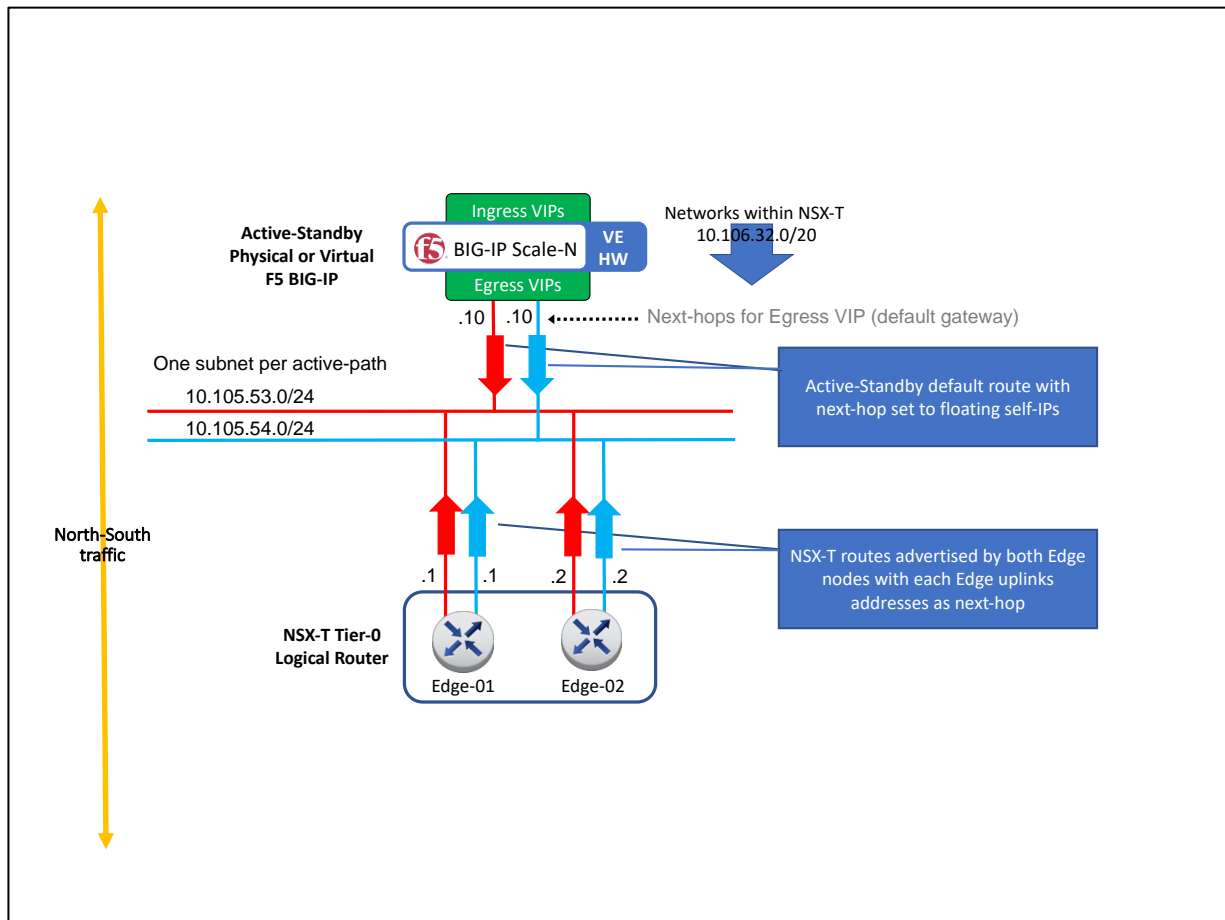 Ingress VIPs
Active-Standby
Physical or Virtual
F5 BIG-IP
f5
BIG-IP Scale-N
VE
HW
Egress VIPs
Networks within NSX-T
10.106.32.0/20
.10
.10
Next-hops for Egress VIP (default gateway)
One subnet per active-path
10.105.53.0/24
10.105.54.0/24
Active-Standby default route with
next-hop set to floating self-IPs
North-South
traffic
NSX-T routes advertised by both Edge
nodes with each Edge uplinks
addresses as next-hop
.1
.1
.2
.2
NSX-T Tier-0
Logical Router
Edge-01
Edge-02